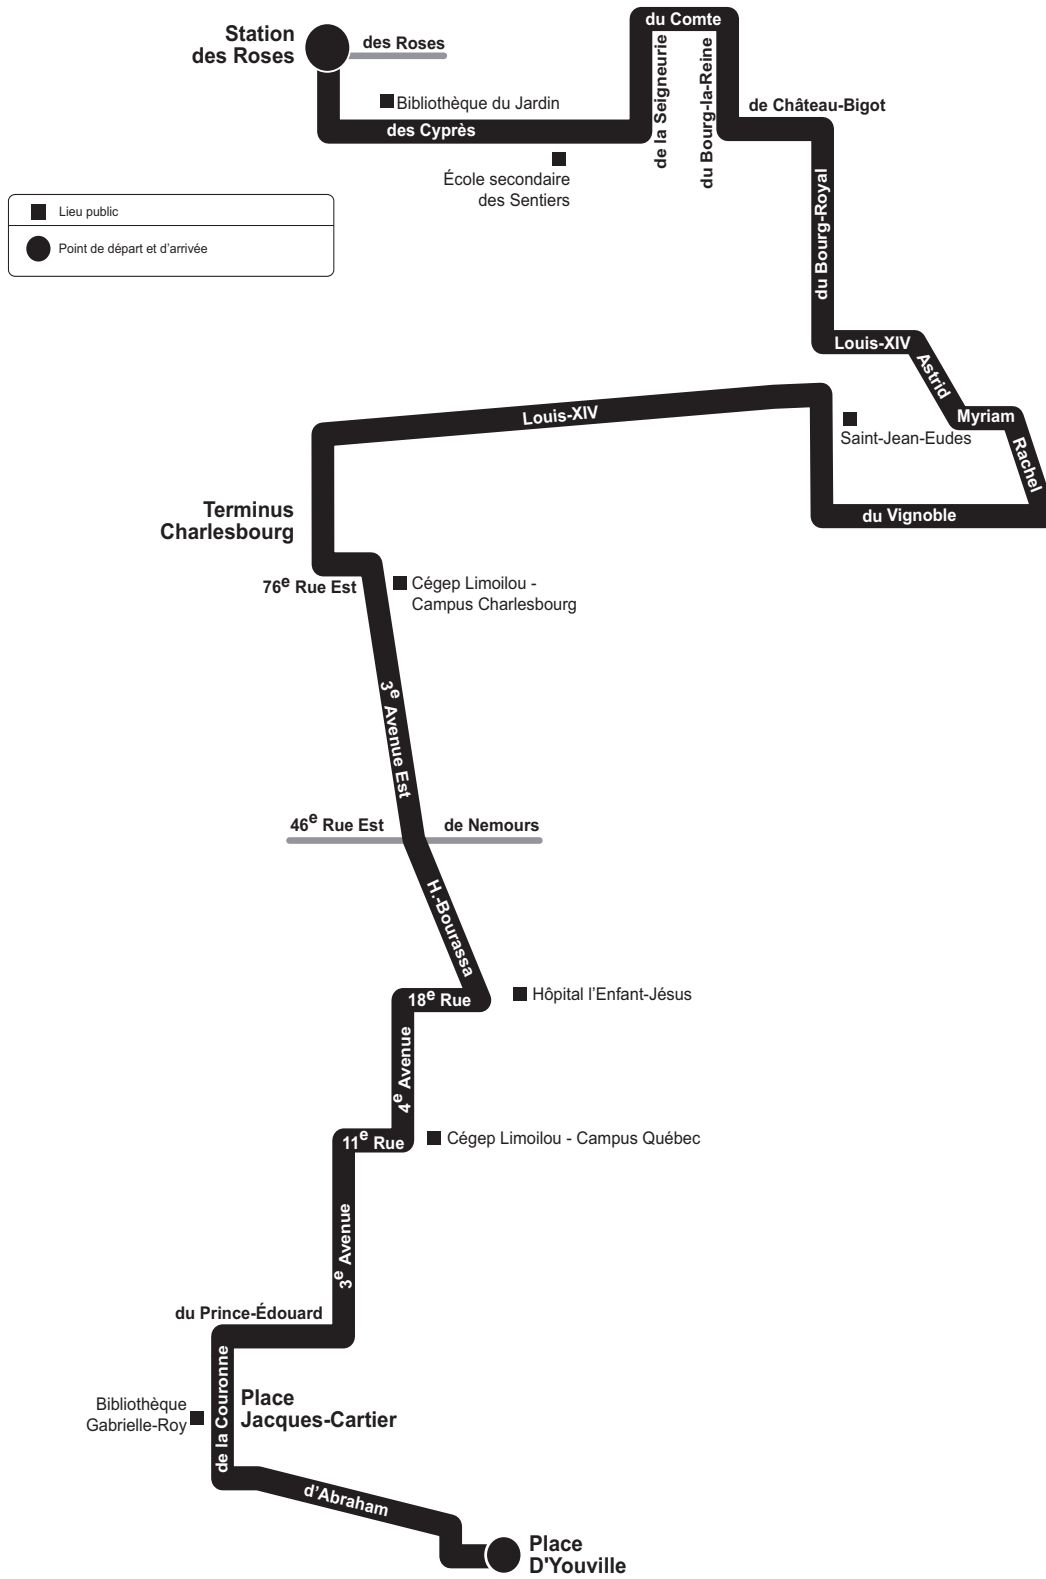 Station
des Roses
des Roses
du Comte
de la Seigneurie
du Bourg-la-Reine
Bibliothèque du Jardin
des Cyprès
de Château-Bigot
École secondaire
des Sentiers
du Bourg-Royal
Lieu public
Point de départ et d'arrivée
Louis-XIV
Astrid
Myriam
Rachel
Louis-XIV
Saint-Jean-Eudes
du Vignoble
Terminus
Charlesbourg
76e Rue Est
Cégep Limoilou -
Campus Charlesbourg
3e Avenue Est
46e Rue Est
de Nemours
H.-Bourassa
18e Rue
Hôpital l'Enfant-Jésus
4e Avenue
11e Rue
Cégep Limoilou - Campus Québec
3e Avenue
du Prince-Édouard
de la Couronne
Place
Jacques-Cartier
Bibliothèque
Gabrielle-Roy
d'Abraham
Place
D'Youville